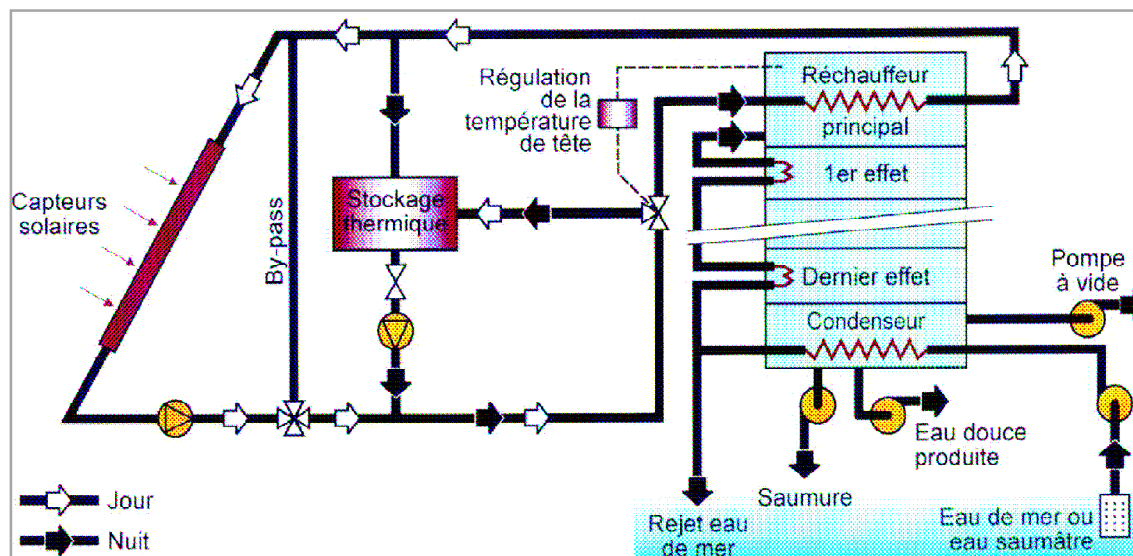 Régulation
de la
température
de tête
Réchauffeur
principal
1er effet
Dernier effet
Condenseur
Pompe
à vide
Capteurs
solaires
By-pass
Stockage
thermique
Eau douce
produite
Saumure
Rejet eau
de mer
Eau de mer ou
eau saumâtre
Jour
Nuit